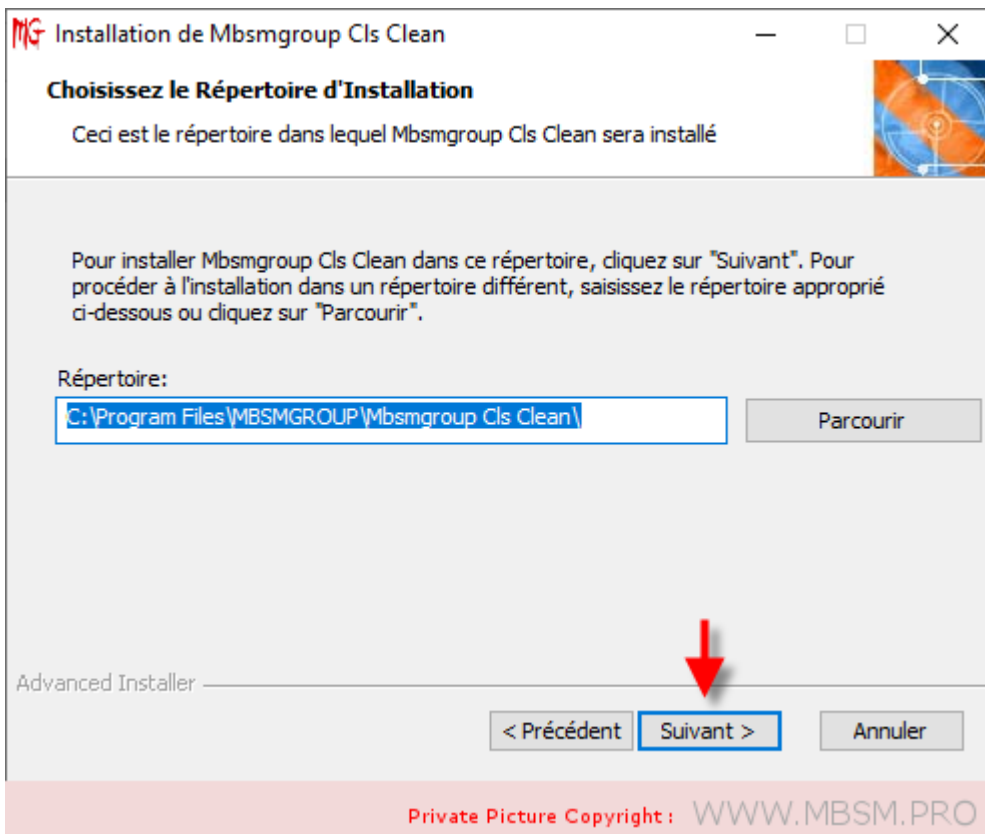 MG Installation de Mbsmgroup Cls Clean
Choisissez le Répertoire d'Installation
Ceci est le répertoire dans lequel Mbsmgroup Cls Clean sera installé
Pour installer Mbsmgroup Cls Clean dans ce répertoire, cliquez sur "Suivant". Pour
procéder à l'installation dans un répertoire différent, saisissez le répertoire approprié
ci-dessous ou cliquez sur "Parcourir".
Répertoire:
C:\Program Files\MBSMGROUP\Mbsmgroup Cls Clean\ Parcourir
Advanced Installer
< Précédent Suivant > Annuler
Private Picture Copyright : WWW.MBSM.PRO